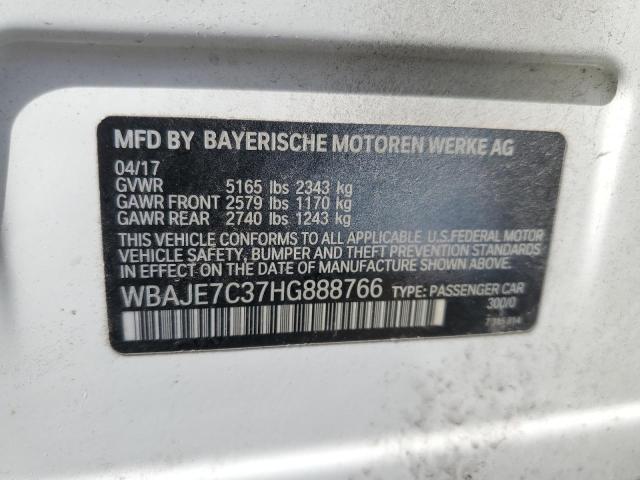 MFD BY BAYERISCHE MOTOREN WERKE AG
04/17
GVWR 5165 lbs 2343 kg
GAWR FRONT 2579 lbs 1170 kg
GAWR REAR 2740 lbs 1243 kg
THIS VEHICLE CONFORMS TO ALL APPLICABLE U.S.FEDERAL MOTOR
VEHICLE SAFETY, BUMPER AND THEFT PREVENTION STANDARDS
IN EFFECT ON THE DATE OF MANUFACTURE SHOWN ABOVE.
WBAJE7C37HG888766 TYPE: PASSENGER CAR
300/0